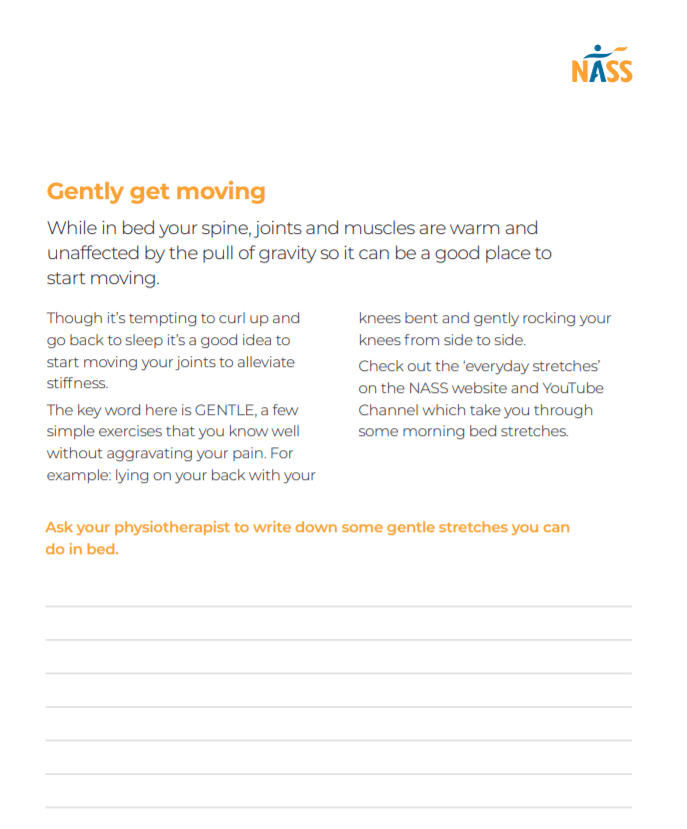 NASS
Gently get moving
While in bed your spine, joints and muscles are warm and
unaffected by the pull of gravity so it can be a good place to
start moving.
Though it's tempting to curl up and
go back to sleep it's a good idea to
start moving your joints to alleviate
stiffness.
The key word here is GENTLE, a few
simple exercises that you know well
without aggravating your pain. For
example: lying on your back with your
knees bent and gently rocking your
knees from side to side.
Check out the ‘everyday stretches’
on the NASS website and YouTube
Channel which take you through
some morning bed stretches.
Ask your physiotherapist to write down some gentle stretches you can
do in bed.